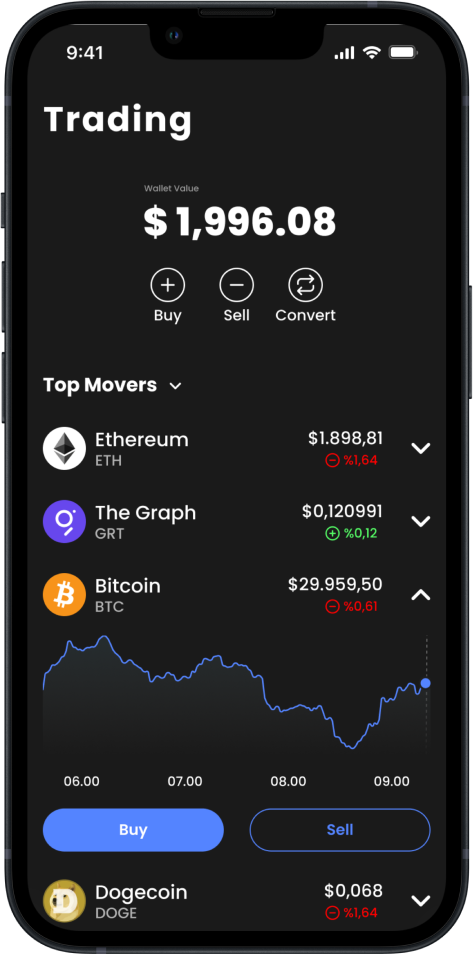 9:41
Trading
Wallet Value
$ 1,996.08
Buy Sell Convert
Top Movers
Ethereum $1.898,81
ETH %1,64
The Graph $0,120991
GRT %0,12
Bitcoin $29.959,50
BTC %0,61
06.00 07.00 08.00 09.00
Buy Sell
Dogecoin $0,068
DOGE %1,64